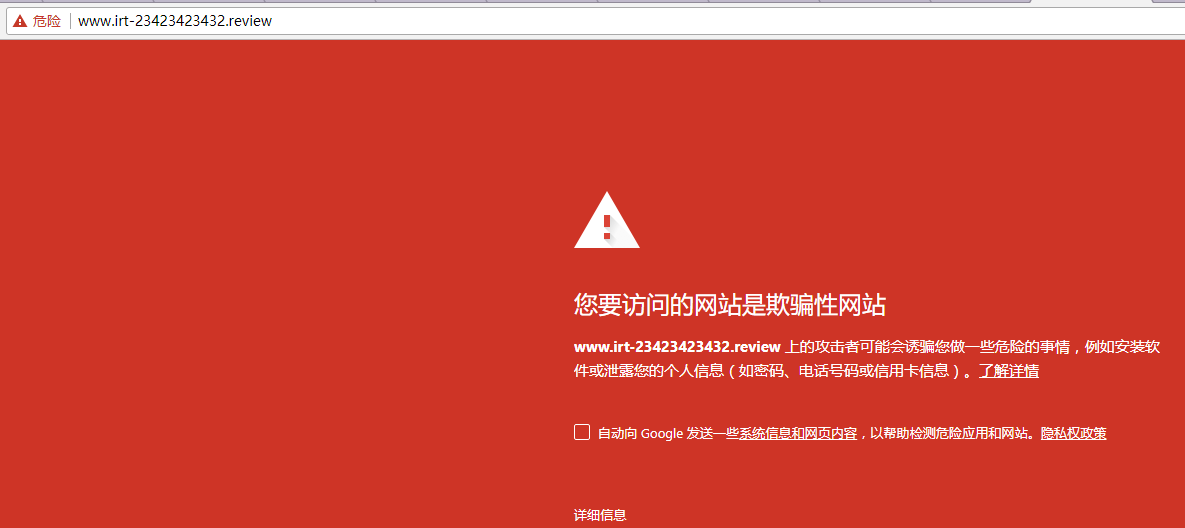 危险 www.irt-23423423432.review
您要访问的网站是欺骗性网站
www.irt-23423423432.review 上的攻击者可能会诱骗您做一些危险的事情，例如安装软
件或泄露您的个人信息（如密码、电话号码或信用卡信息）。了解详情
自动向 Google 发送一些系统信息和网页内容，以帮助检测危险应用和网站。隐私权政策
详细信息